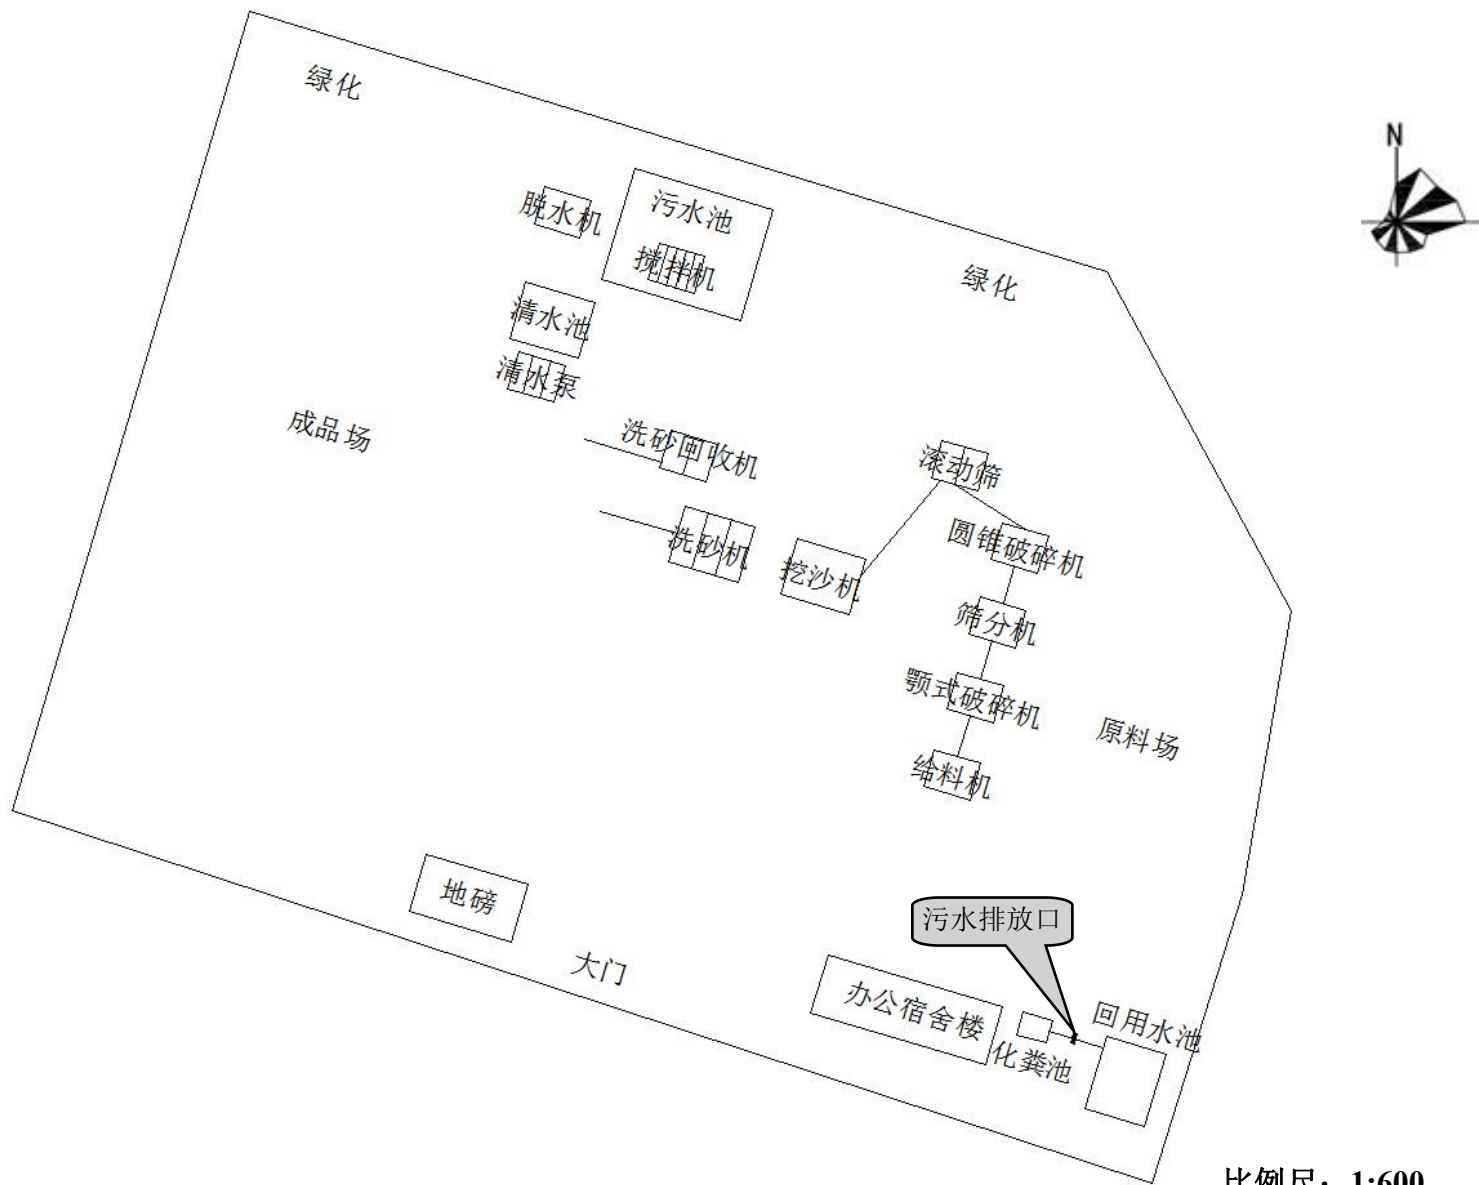 绿化
N
脱水机
污水池
搅拌机
绿化
清水池
清水泵
成品场
洗砂回收机
滚动筛
洗砂机
挖沙机
圆锥破碎机
筛分机
颚式破碎机
原料场
给料机
地磅
污水排放口
大门
办公宿舍楼
回用水池
化粪池
比例尺：1:600